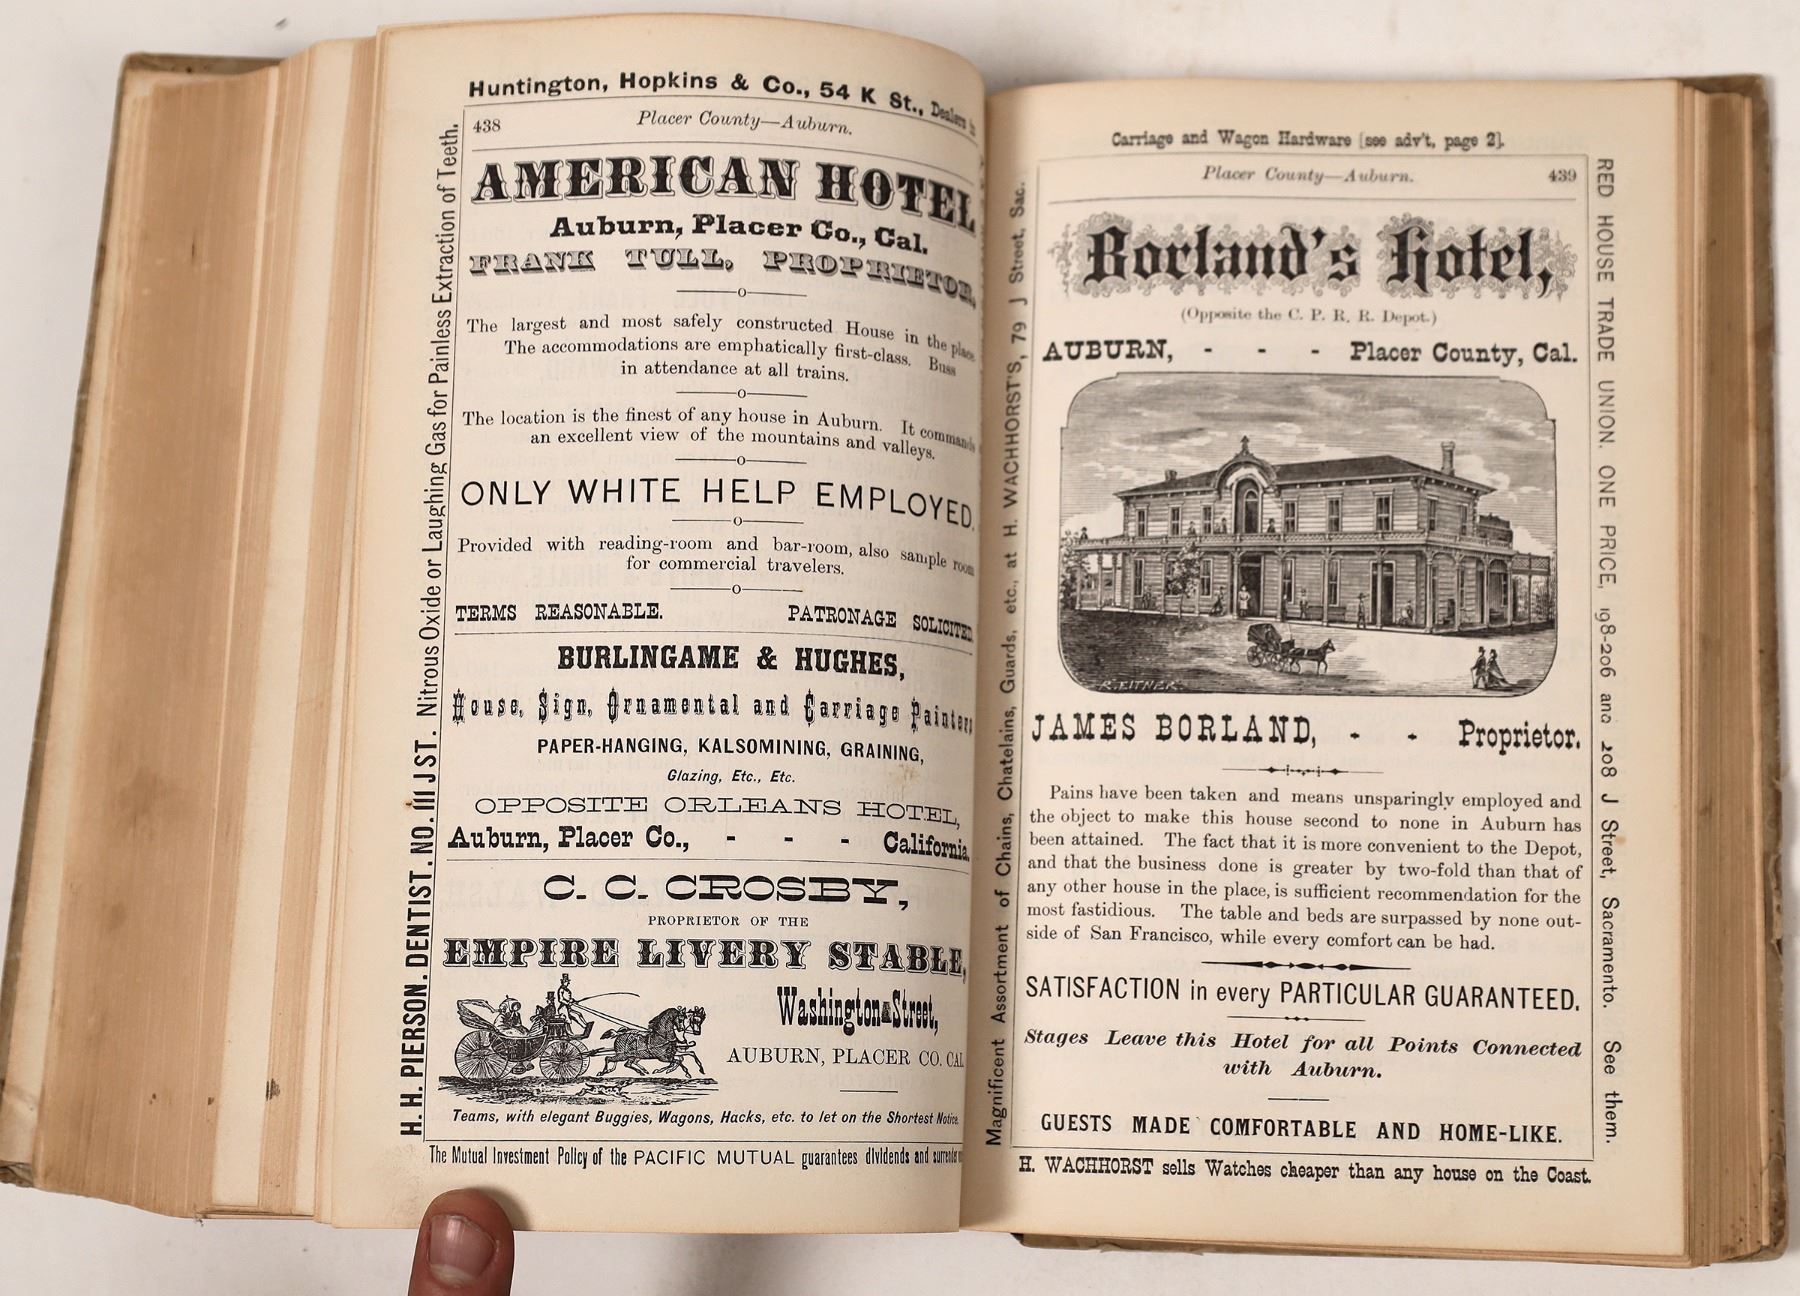 Huntington, Hopkins & Co., 54 K St., Dealers in
438 Placer County—Auburn.
H. H. PIERSON. DENTIST. NO. 111 J ST. Nitrous Oxide or Laughing Gas for Painless Extraction of Teeth.
AMERICAN HOTEL
Auburn, Placer Co., Cal.
FRANK TULL, PROPRIETOR.
The largest and most safely constructed House in the place
The accommodations are emphatically first-class. Buss
in attendance at all trains.
The location is the finest of any house in Auburn. It commands
an excellent view of the mountains and valleys.
ONLY WHITE HELP EMPLOYED.
Provided with reading-room and bar-room, also sample room
for commercial travelers.
TERMS REASONABLE. PATRONAGE SOLICITED.
BURLINGAME & HUGHES,
House, Sign, Ornamental and Carriage Painters,
PAPER-HANGING, KALSOMINING, GRAINING,
Glazing, Etc., Etc.
OPPOSITE ORLEANS HOTEL,
Auburn, Placer Co., - - - California.
C. C. CROSBY,
PROPRIETOR OF THE
EMPIRE LIVERY STABLE,
Washington Street,
AUBURN, PLACER CO. CAL
Teams, with elegant Buggies, Wagons, Hacks, etc. to let on the Shortest Notice.
The Mutual Investment Policy of the PACIFIC MUTUAL guarantees dividends and surrender
Carriage and Wagon Hardware [see adv't, page 2].
Placer County—Auburn. 439
Magnificent Assortment of Chains, Chatelains, Guards, etc., at H. WACHHORST'S, 79 J Street, Sac.
Borland's Hotel,
(Opposite the C. P. R. R. Depot.)
AUBURN, - - - Placer County, Cal.
R. EITNER.
JAMES BORLAND, - - Proprietor.
Pains have been taken and means unsparingly employed and
the object to make this house second to none in Auburn has
been attained. The fact that it is more convenient to the Depot,
and that the business done is greater by two-fold than that of
any other house in the place, is sufficient recommendation for the
most fastidious. The table and beds are surpassed by none out-
side of San Francisco, while every comfort can be had.
SATISFACTION in every PARTICULAR GUARANTEED.
Stages Leave this Hotel for all Points Connected
with Auburn.
GUESTS MADE COMFORTABLE AND HOME-LIKE.
H. WACHHORST sells Watches cheaper than any house on the Coast.
RED HOUSE TRADE UNION. ONE PRICE, 198-206 and 208 J Street, Sacramento. See them.